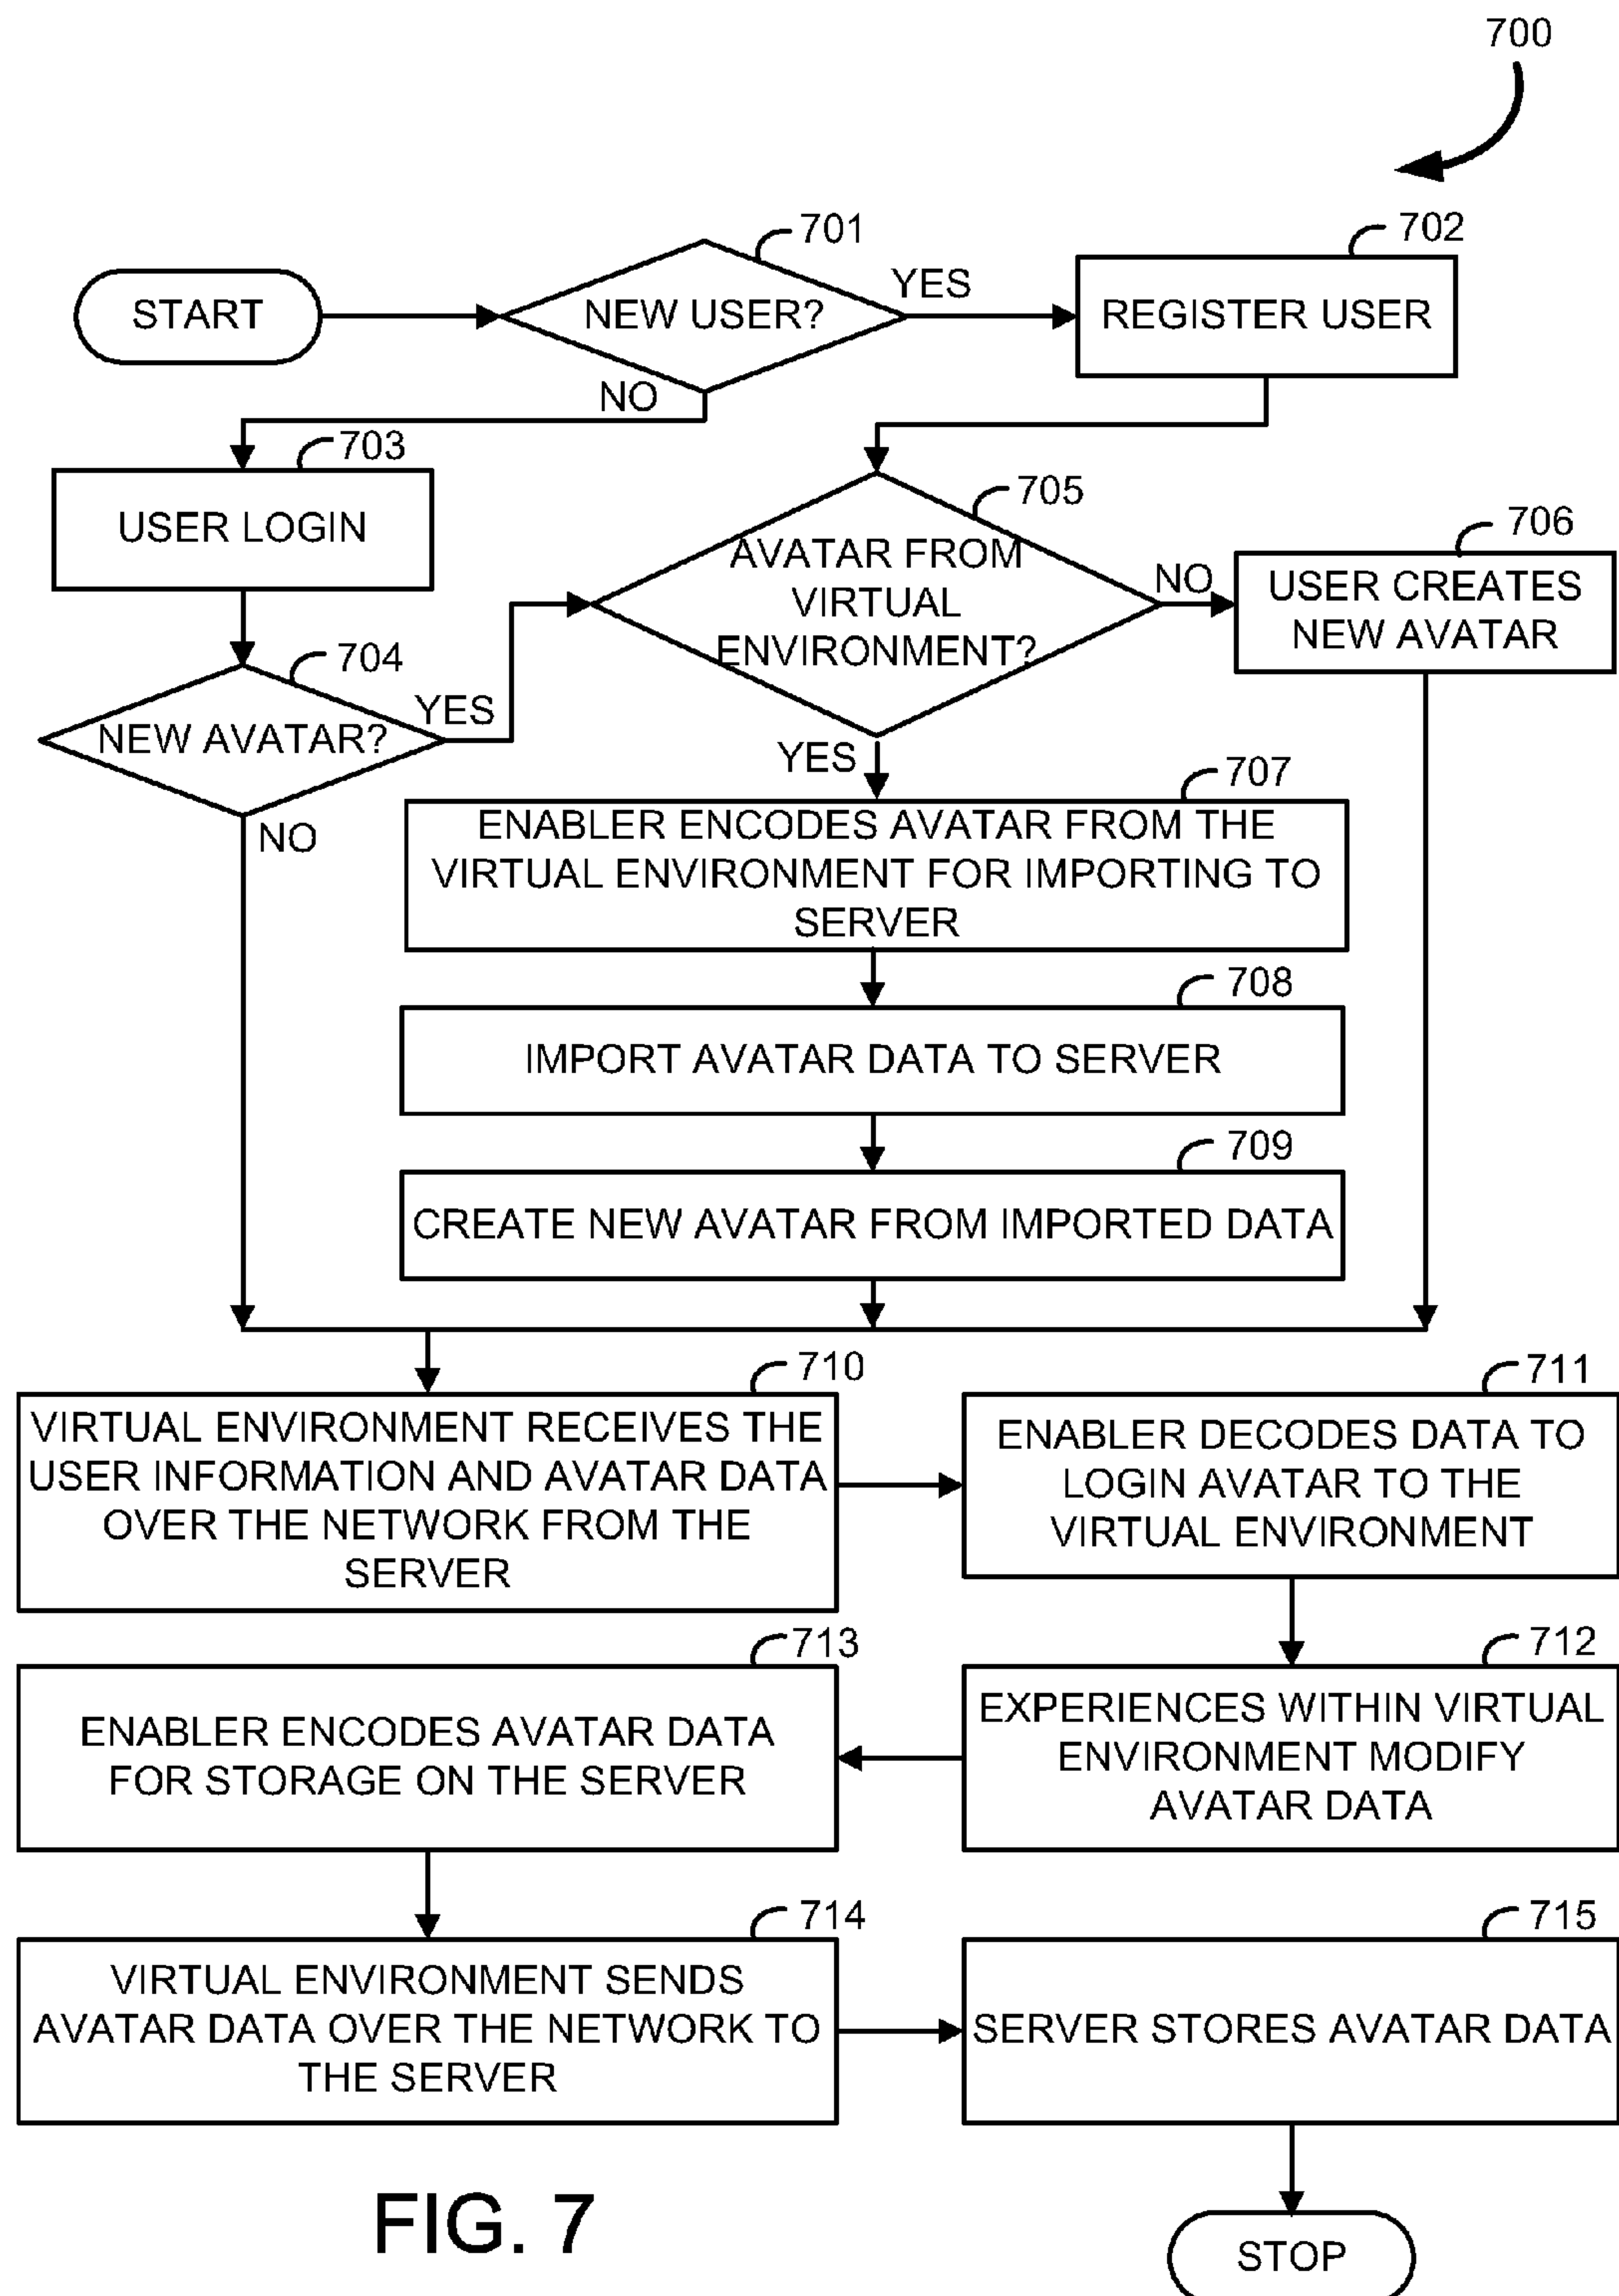 700
701
702
START
NEW USER?
YES
REGISTER USER
NO
703
USER LOGIN
705
AVATAR FROM
VIRTUAL
ENVIRONMENT?
NO
706
USER CREATES
NEW AVATAR
704
NEW AVATAR?
YES
NO
YES
707
ENABLER ENCODES AVATAR FROM THE
VIRTUAL ENVIRONMENT FOR IMPORTING TO
SERVER
708
IMPORT AVATAR DATA TO SERVER
709
CREATE NEW AVATAR FROM IMPORTED DATA
710
VIRTUAL ENVIRONMENT RECEIVES THE
USER INFORMATION AND AVATAR DATA
OVER THE NETWORK FROM THE
SERVER
711
ENABLER DECODES DATA TO
LOGIN AVATAR TO THE
VIRTUAL ENVIRONMENT
712
EXPERIENCES WITHIN VIRTUAL
ENVIRONMENT MODIFY
AVATAR DATA
713
ENABLER ENCODES AVATAR DATA
FOR STORAGE ON THE SERVER
714
VIRTUAL ENVIRONMENT SENDS
AVATAR DATA OVER THE NETWORK TO
THE SERVER
715
SERVER STORES AVATAR DATA
STOP
FIG. 7